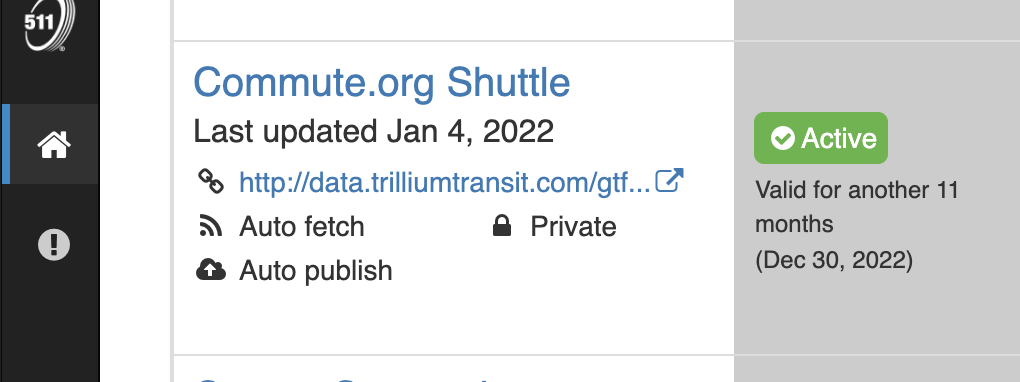 511
Commute.org Shuttle
Last updated Jan 4, 2022
http://data.trilliumtransit.com/gtf...
Auto fetch
Private
Auto publish
Active
Valid for another 11
months
(Dec 30, 2022)